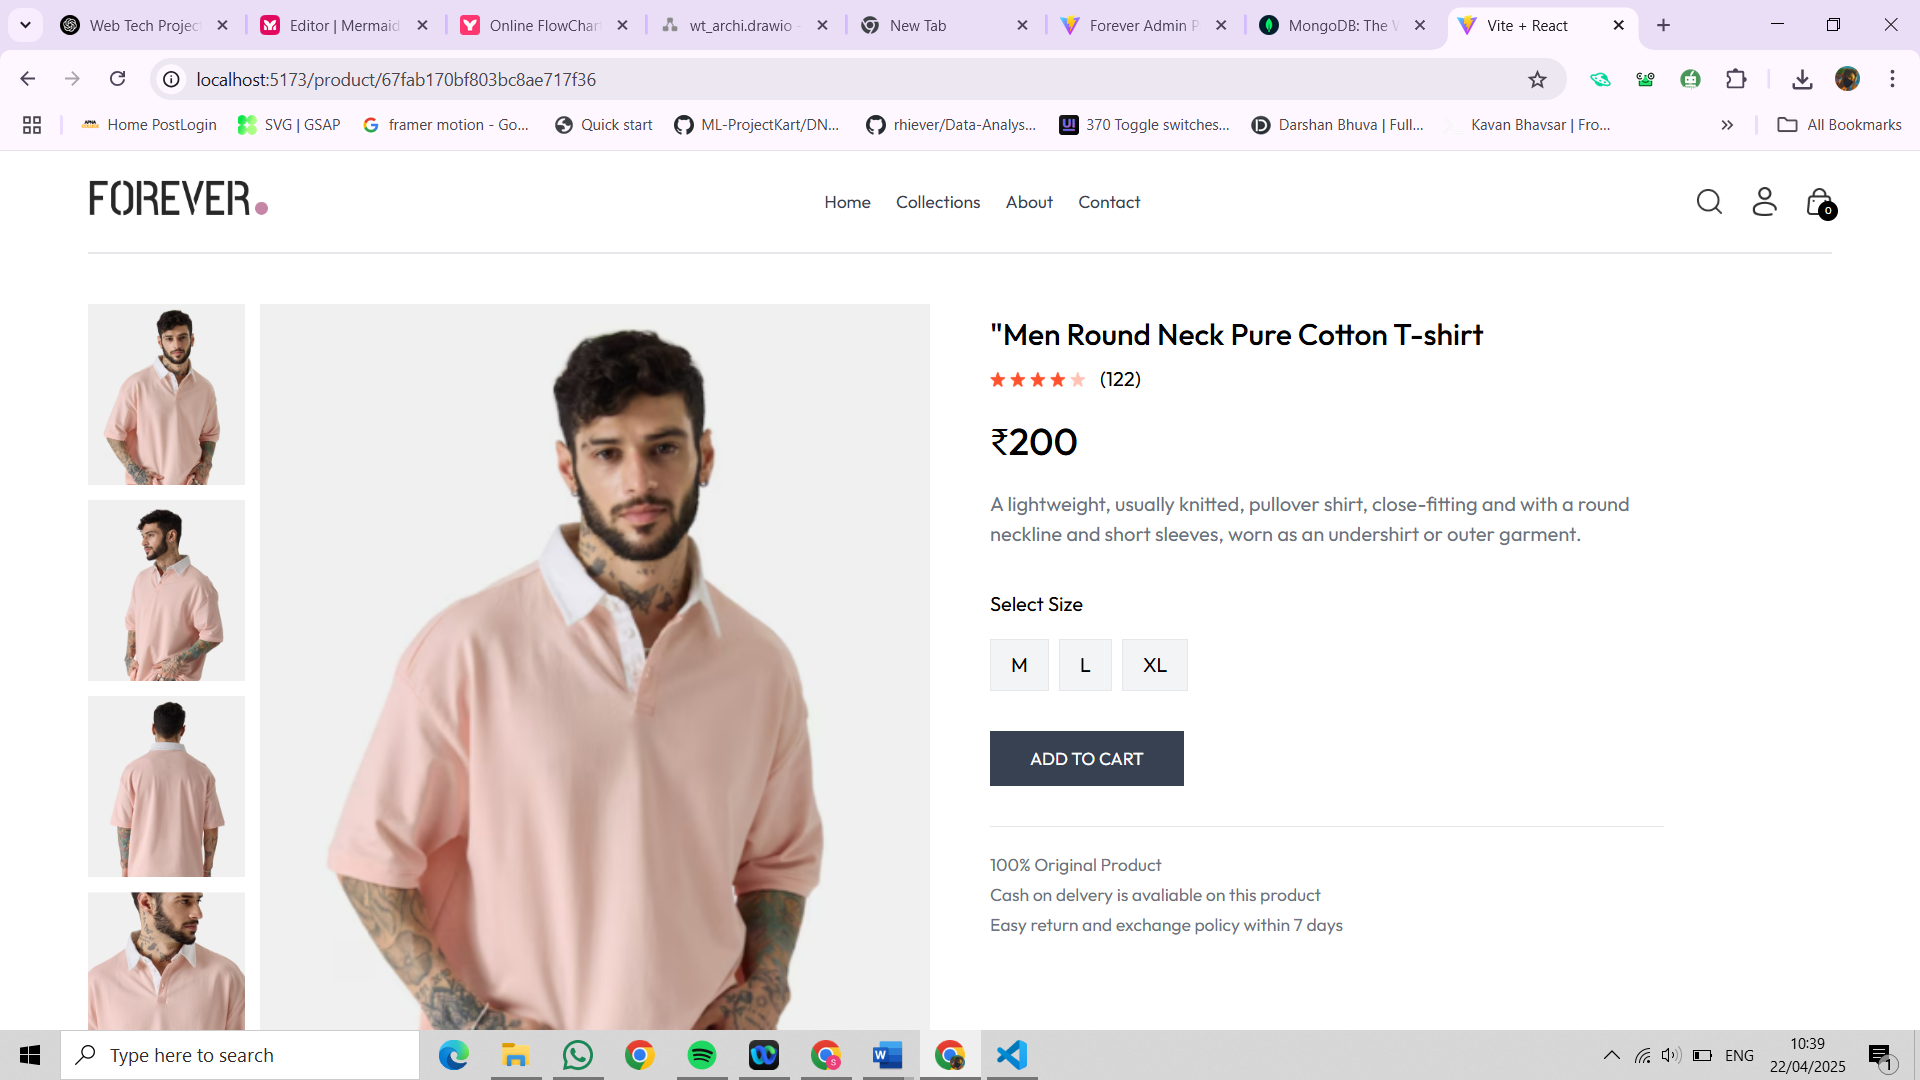 Web Tech Projec
Editor | Mermaid
Online FlowChar
wt_archi.drawio -
New Tab
Forever Admin P
MongoDB: The W
Vite + React
localhost:5173/product/67fab170bf803bc8ae717f36
Home PostLogin
SVG | GSAP
framer motion - Go...
Quick start
ML-ProjectKart/DN...
rhiever/Data-Analys...
370 Toggle switches...
Darshan Bhuva | Full...
Kavan Bhavsar | Fro...
All Bookmarks
FOREVER.
Home
Collections
About
Contact
0
"Men Round Neck Pure Cotton T-shirt
(122)
₹200
A lightweight, usually knitted, pullover shirt, close-fitting and with a round
neckline and short sleeves, worn as an undershirt or outer garment.
Select Size
M
L
XL
ADD TO CART
100% Original Product
Cash on delvery is avaliable on this product
Easy return and exchange policy within 7 days
Type here to search
ENG
10:39
22/04/2025
1